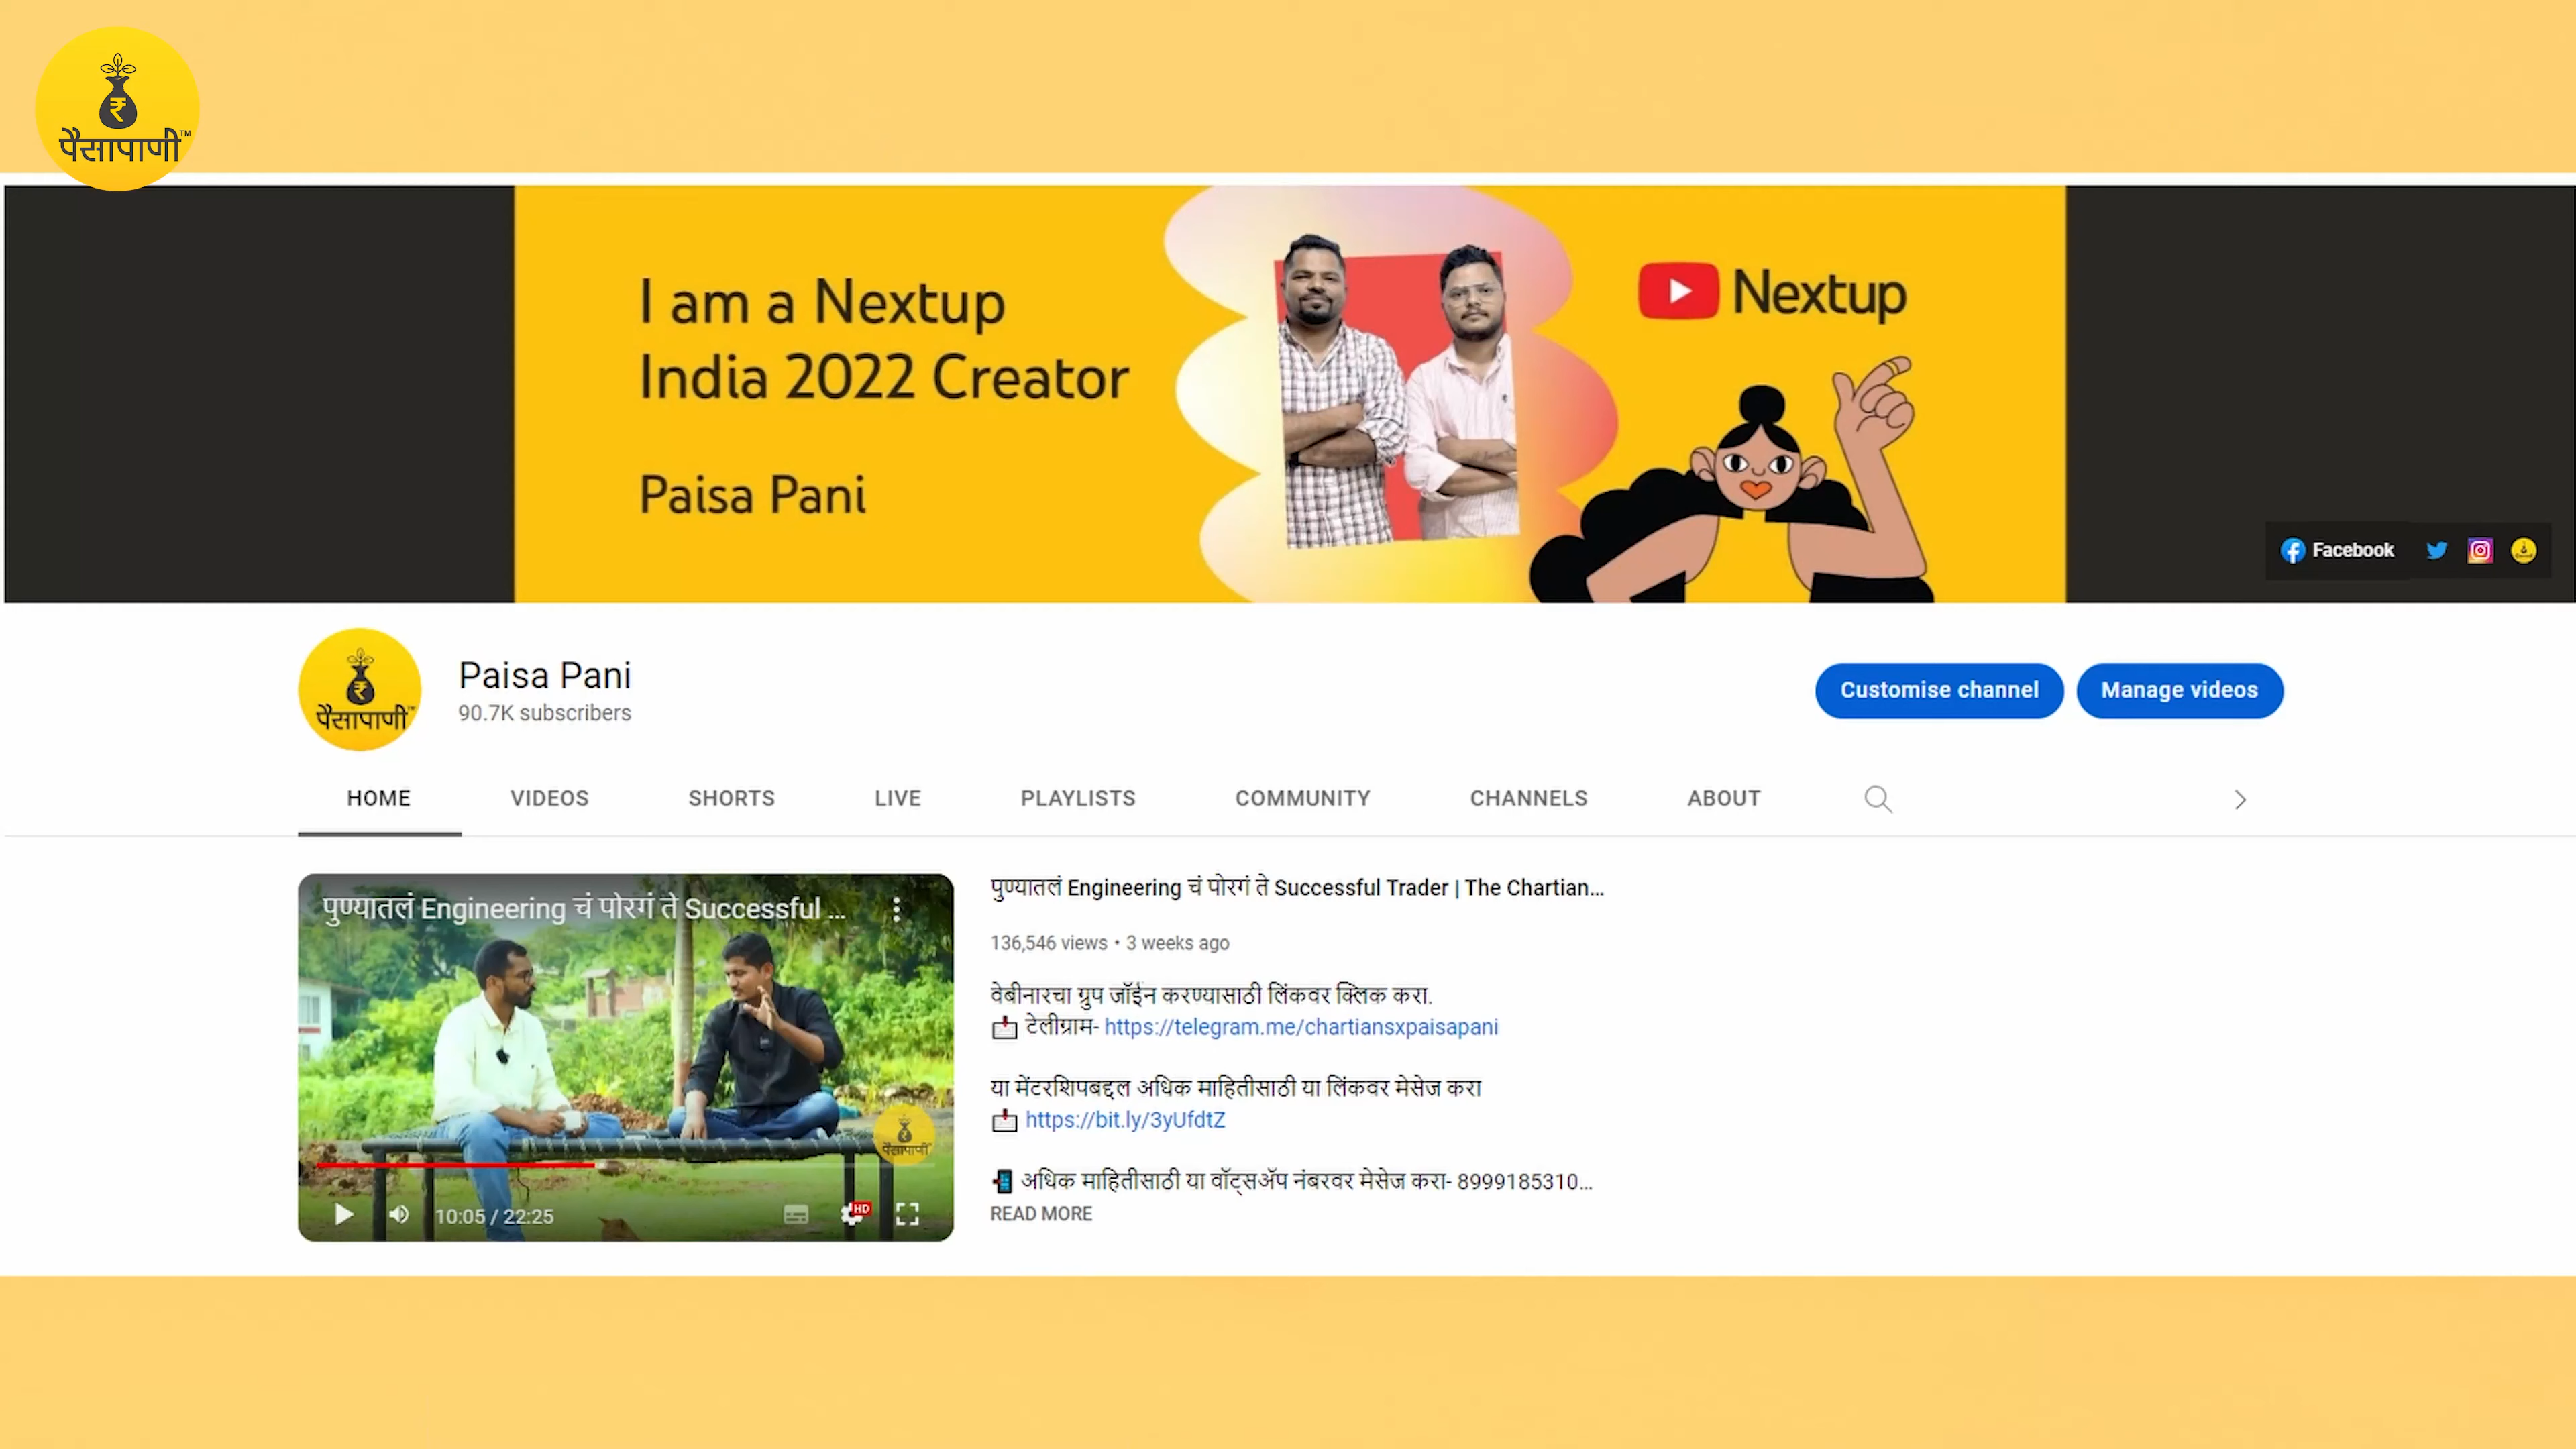 ₹
पैसापाणी™
I am a Nextup
India 2022 Creator
Paisa Pani
Nextup
Facebook
₹
पैसापाणी
Paisa Pani
90.7K subscribers
Customise channel
Manage videos
HOME
VIDEOS
SHORTS
LIVE
PLAYLISTS
COMMUNITY
CHANNELS
ABOUT
पुण्यातलं Engineering चं पोरगं ते Successful ...
पैसापाणी
10:05 / 22:25
HD
पुण्यातलं Engineering चं पोरगं ते Successful Trader | The Chartian...
136,546 views • 3 weeks ago
वेबीनारचा ग्रुप जॉईन करण्यासाठी लिंकवर क्लिक करा.
टेलीग्राम- https://telegram.me/chartiansxpaisapani
या मेंटरशिपबद्दल अधिक माहितीसाठी या लिंकवर मेसेज करा
https://bit.ly/3yUfdtZ
अधिक माहितीसाठी या वॉट्सॲप नंबरवर मेसेज करा- 8999185310...
READ MORE